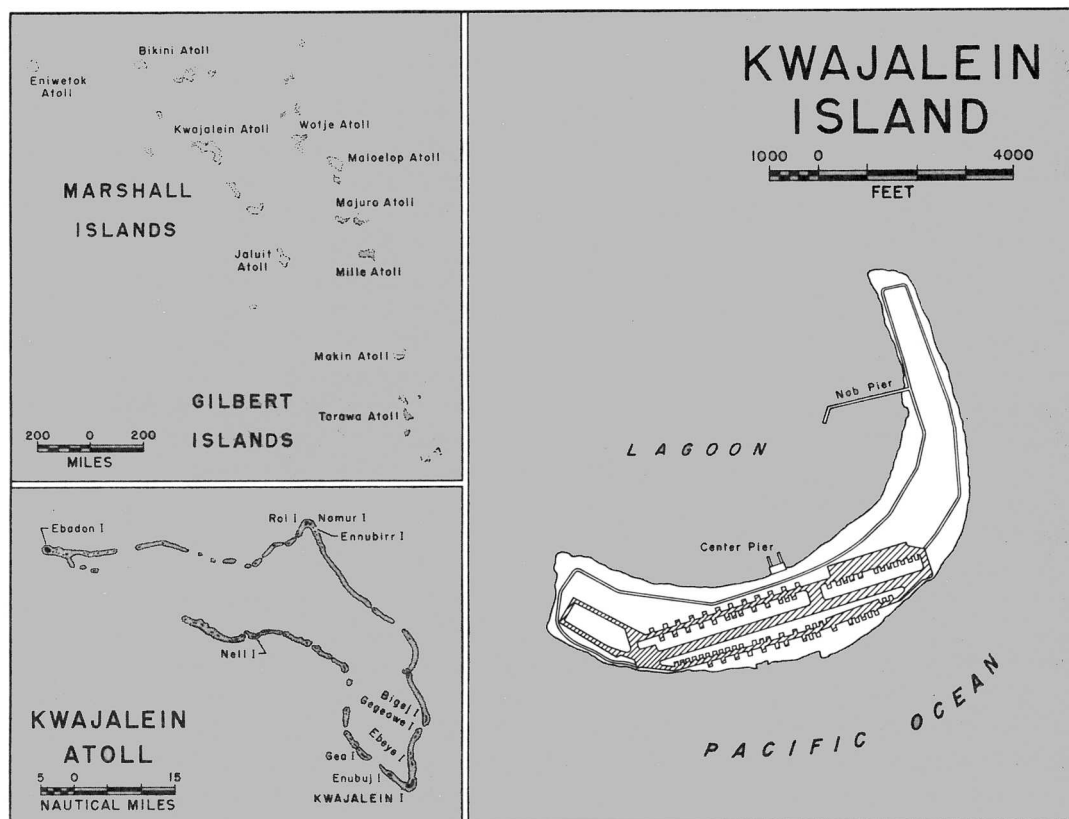 Bikini Atoll
Eniwetok
Atoll
Kwajalein Atoll
Wotje Atoll
Maloelop Atoll
MARSHALL
ISLANDS
Majuro Atoll
Jaluit
Atoll
Mille Atoll
Makin Atoll
GILBERT
ISLANDS
Tarawa Atoll
200 0 200
MILES
Ebadon I
Roi I
Namur I
Ennubirr I
Nell I
Bigej I
Gegeowe I
Ebeye I
Gea I
Enubuj I
KWAJALEIN I
KWAJALEIN
ATOLL
5 0 15
NAUTICAL MILES
KWAJALEIN
ISLAND
1000 0 4000
FEET
Nob Pier
LAGOON
Center Pier
PACIFIC OCEAN